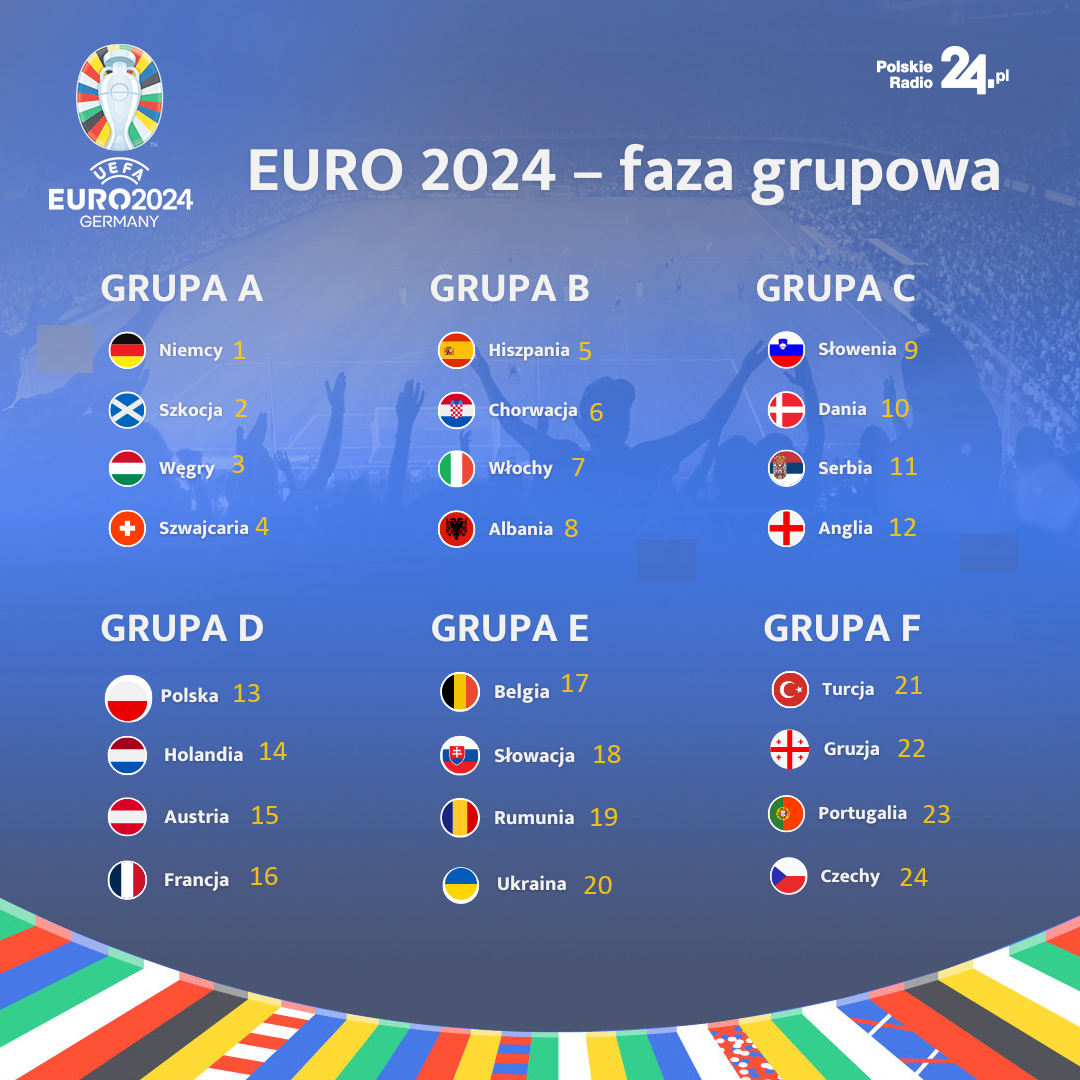 Polskie
Radio 24.pl
UEFA
EURO2024
GERMANY
EURO 2024 – faza grupowa
GRUPA A
Niemcy 1
Szkocja 2
Węgry 3
Szwajcaria 4
GRUPA B
Hiszpania 5
Chorwacja 6
Włochy 7
Albania 8
GRUPA C
Słowenia 9
Dania 10
Serbia 11
Anglia 12
GRUPA D
Polska 13
Holandia 14
Austria 15
Francja 16
GRUPA E
Belgia 17
Słowacja 18
Rumunia 19
Ukraina 20
GRUPA F
Turcja 21
Gruzja 22
Portugalia 23
Czechy 24